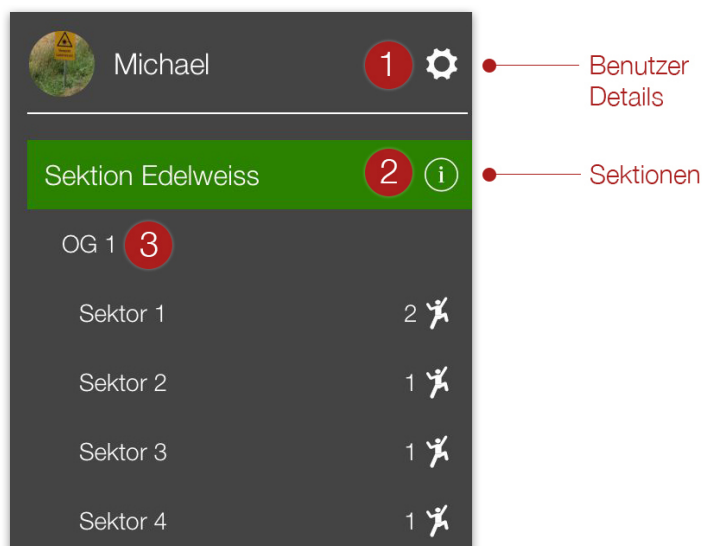 Michael
1
Benutzer
Details
Sektion Edelweiss
2
i
Sektionen
OG 1
3
Sektor 1
2
Sektor 2
1
Sektor 3
1
Sektor 4
1